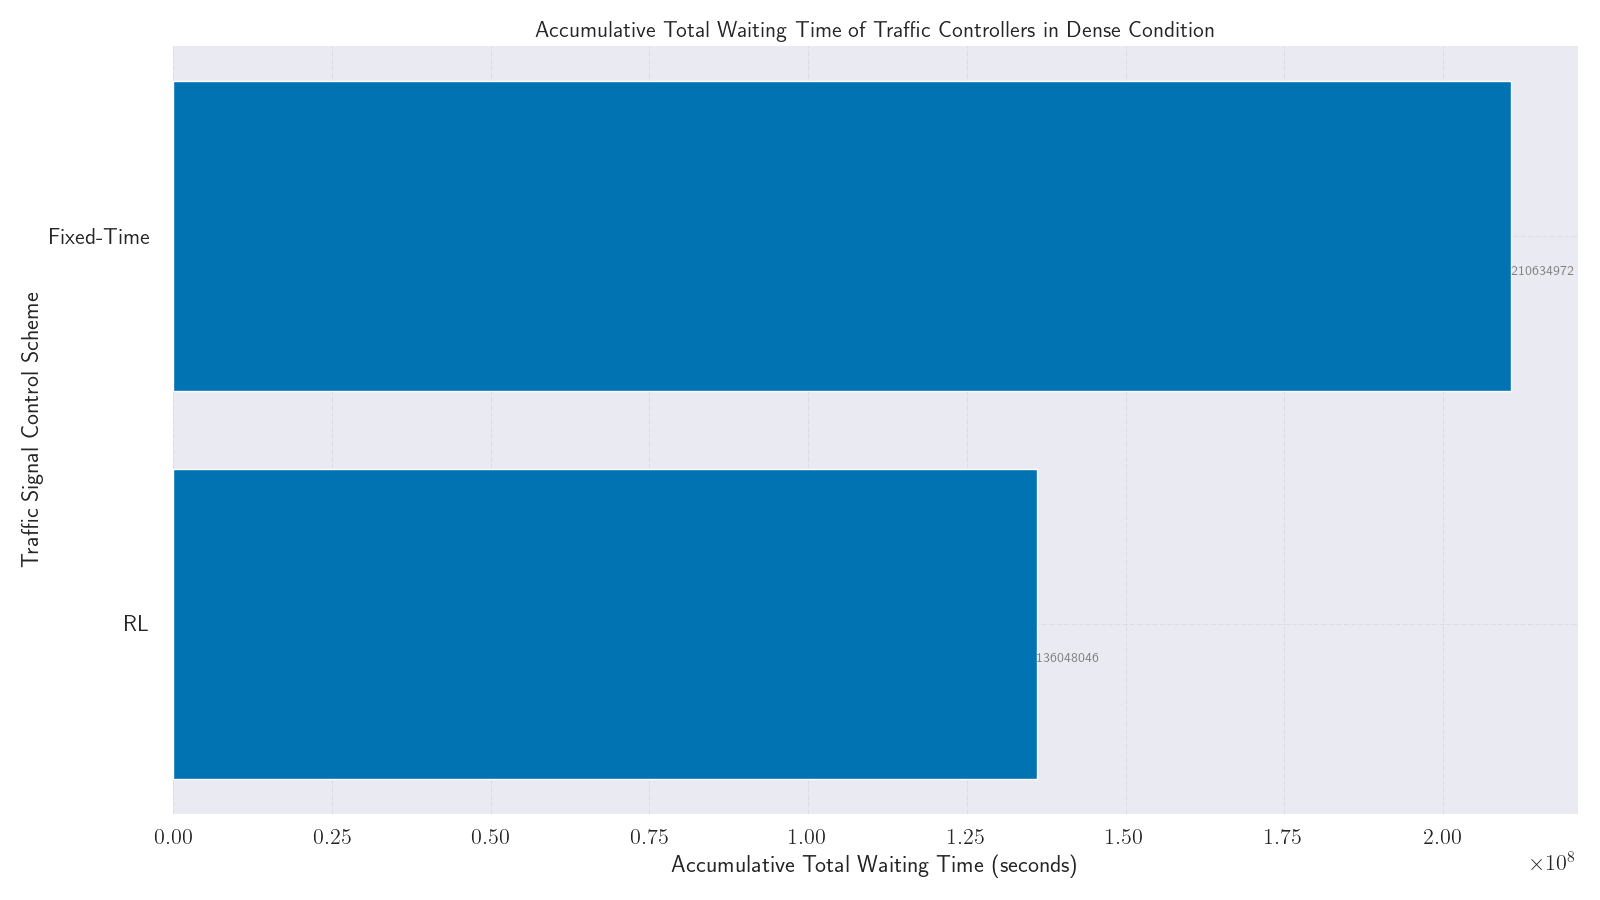 Accumulative Total Waiting Time of Traffic Controllers in Dense Condition
Traffic Signal Control Scheme
Fixed-Time
210634972
RL
136048046
0.00 0.25 0.50 0.75 1.00 1.25 1.50 1.75 2.00
×10⁸
Accumulative Total Waiting Time (seconds)